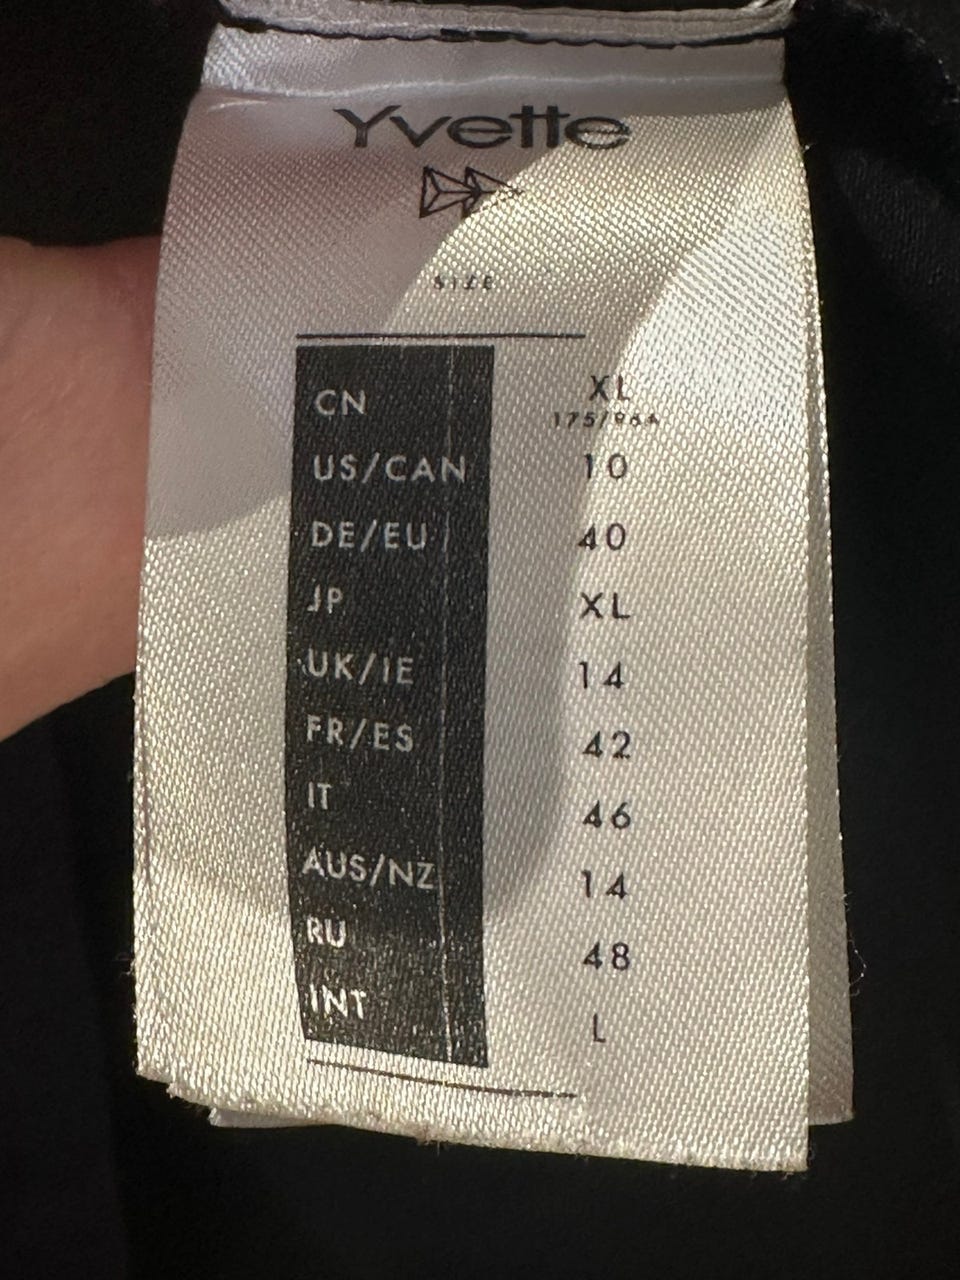 Yvette
SIZE
CN XL
175/96A
US/CAN 10
DE/EU 40
JP XL
UK/IE 14
FR/ES 42
IT 46
AUS/NZ 14
RU 48
INT L